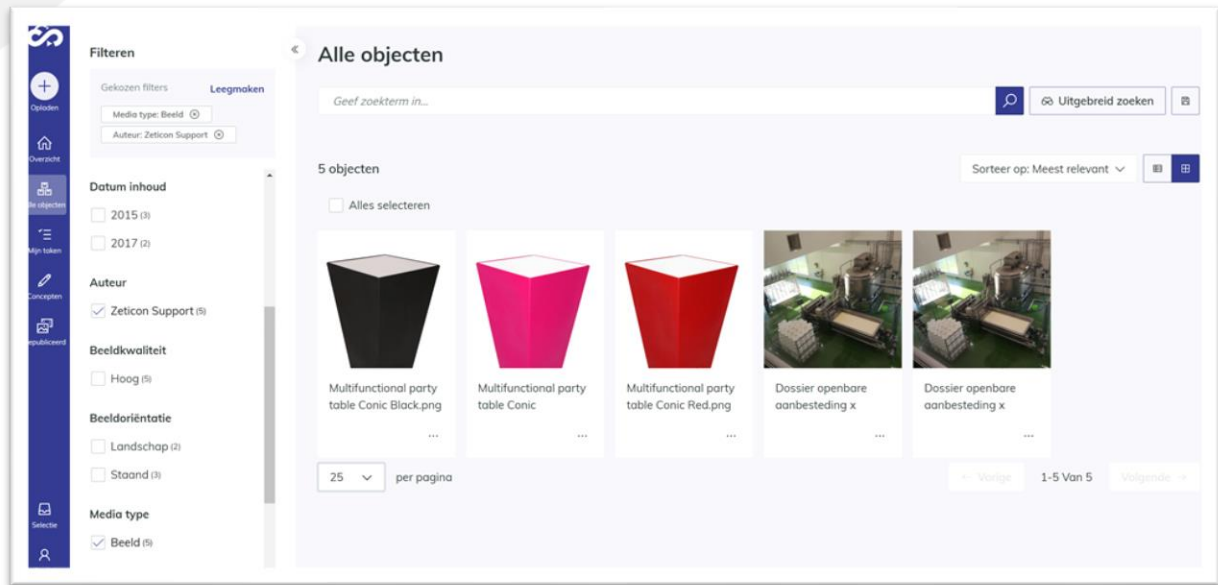 Opladen
Overzicht
lle objecten
Mijn taken
Concepten
epubliceerd
Selectie
Filteren
Gekozen filters
Leegmaken
Media type: Beeld
Auteur: Zeticon Support
Datum inhoud
2015 (3)
2017 (2)
Auteur
Zeticon Support (5)
Beeldkwaliteit
Hoog (5)
Beeldoriëntatie
Landschap (2)
Staand (3)
Media type
Beeld (5)
Alle objecten
Geef zoekterm in...
Uitgebreid zoeken
5 objecten
Sorteer op: Meest relevant
Alles selecteren
Multifunctional party
table Conic Black.png
...
Multifunctional party
table Conic
...
Multifunctional party
table Conic Red.png
...
Dossier openbare
aanbesteding x
...
Dossier openbare
aanbesteding x
...
25
per pagina
← Vorige
1-5 Van 5
Volgende →